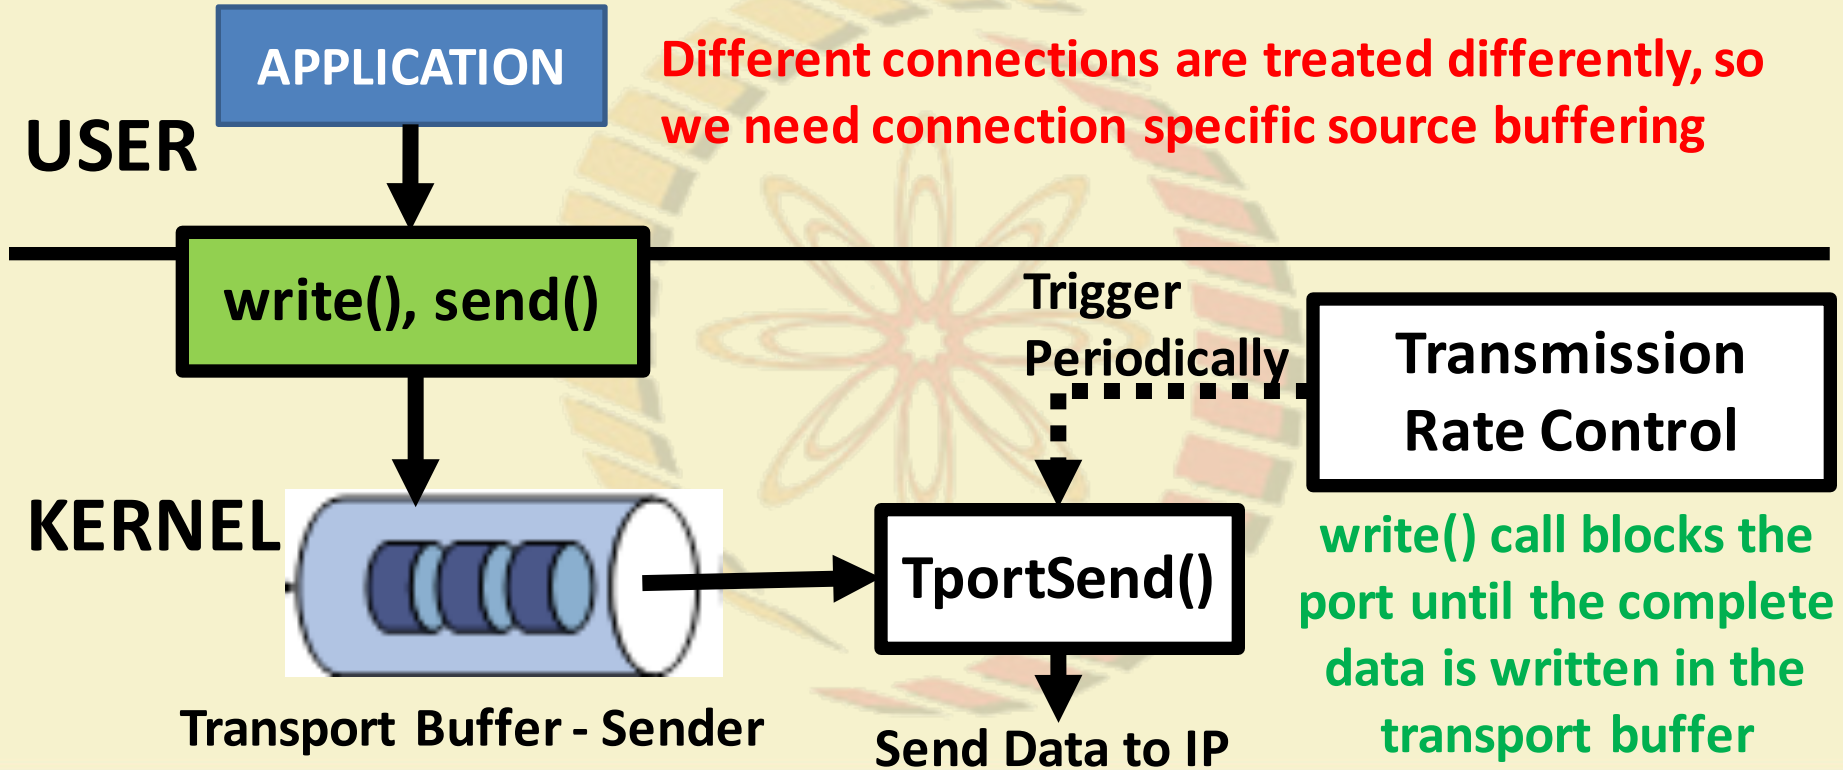 APPLICATION
Different connections are treated differently, so
we need connection specific source buffering
USER
write(), send()
Trigger
Periodically
Transmission
Rate Control
KERNEL
TportSend()
write() call blocks the
port until the complete
data is written in the
transport buffer
Transport Buffer - Sender
Send Data to IP